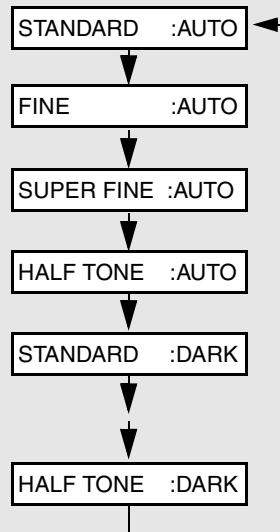 STANDARD :AUTO
FINE :AUTO
SUPER FINE :AUTO
HALF TONE :AUTO
STANDARD :DARK
HALF TONE :DARK